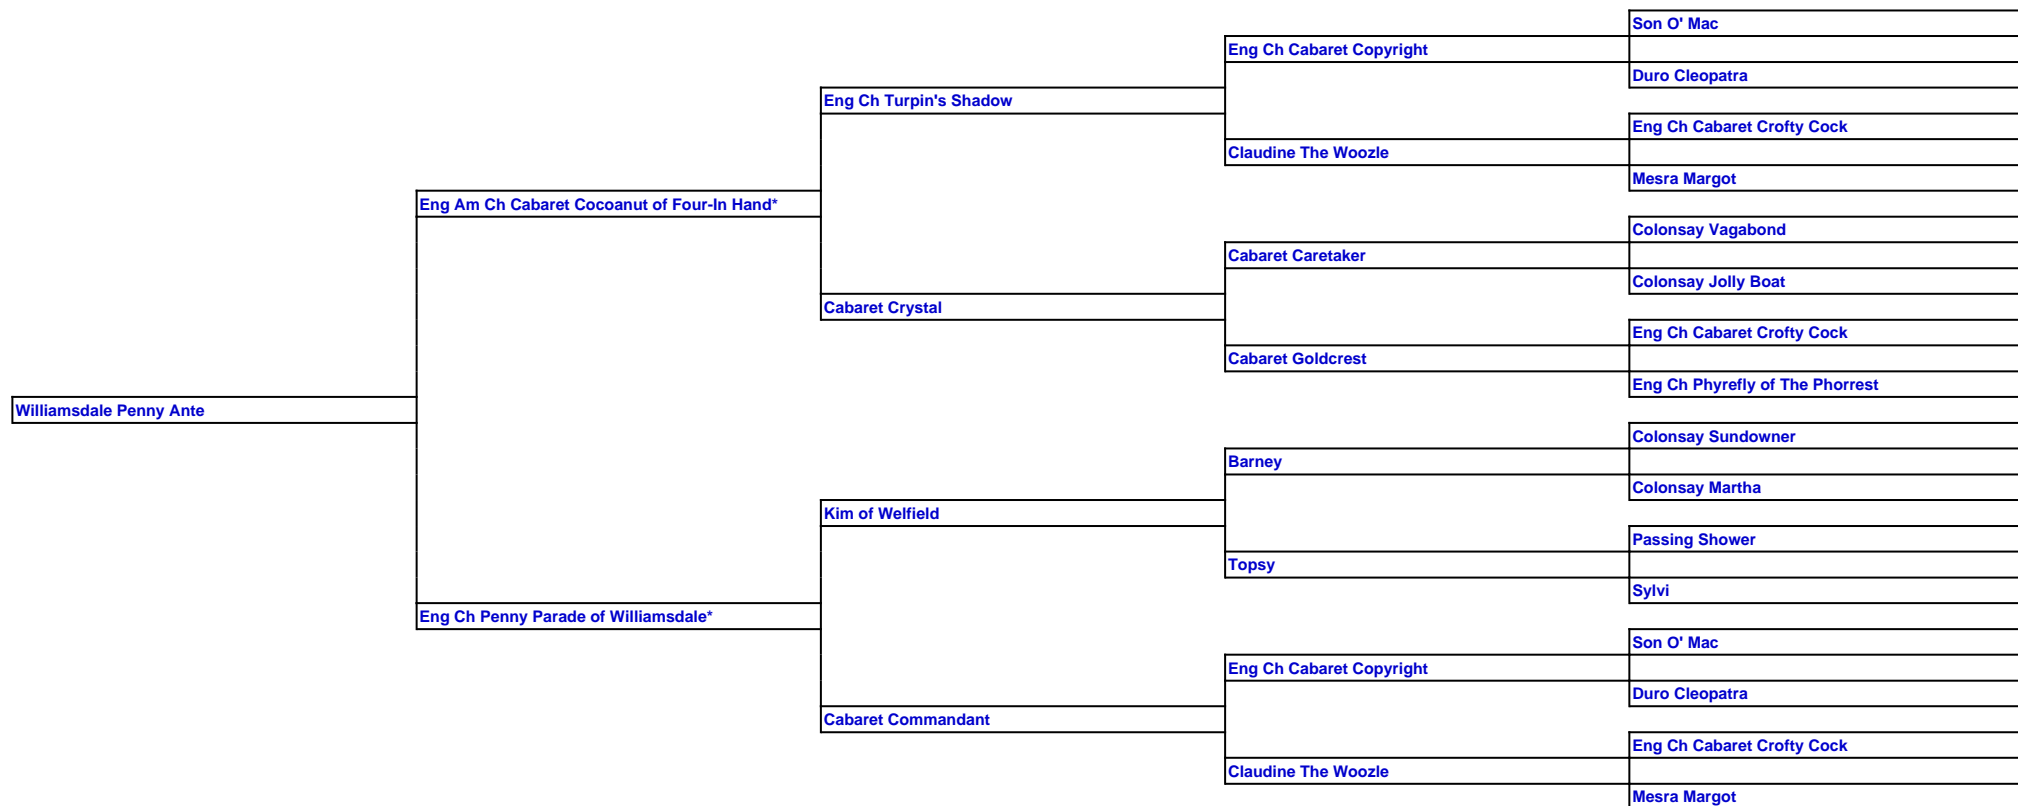 Son O' Mac
Eng Ch Cabaret Copyright
Duro Cleopatra
Eng Ch Turpin's Shadow
Eng Ch Cabaret Crofty Cock
Claudine The Woozle
Mesra Margot
Eng Am Ch Cabaret Cocoanut of Four-In Hand*
Colonsay Vagabond
Cabaret Caretaker
Colonsay Jolly Boat
Cabaret Crystal
Eng Ch Cabaret Crofty Cock
Cabaret Goldcrest
Eng Ch Phyrefly of The Phorrest
Williamsdale Penny Ante
Colonsay Sundowner
Barney
Colonsay Martha
Kim of Welfield
Passing Shower
Topsy
Sylvi
Eng Ch Penny Parade of Williamsdale*
Son O' Mac
Eng Ch Cabaret Copyright
Duro Cleopatra
Cabaret Commandant
Eng Ch Cabaret Crofty Cock
Claudine The Woozle
Mesra Margot